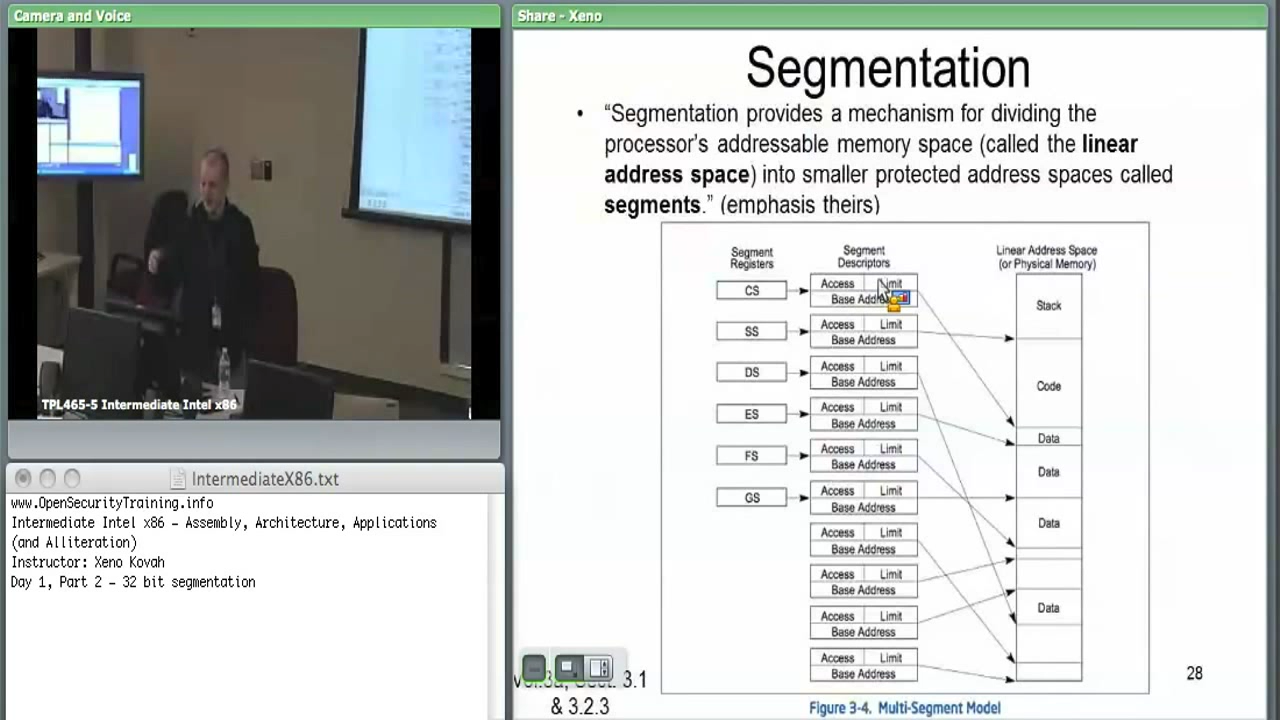 Camera and Voice
TPL465-5 Intermediate Intel x86
IntermediateX86.txt
www.OpenSecurityTraining.info
Intermediate Intel x86 – Assembly, Architecture, Applications
(and Alliteration)
Instructor: Xeno Kovah
Day 1, Part 2 – 32 bit segmentation
Share - Xeno
Segmentation
• “Segmentation provides a mechanism for dividing the
processor’s addressable memory space (called the linear
address space) into smaller protected address spaces called
segments.” (emphasis theirs)
Segment
Registers
Segment
Descriptors
Linear Address Space
(or Physical Memory)
CS
Access Limit
Base Address
Stack
SS
Access Limit
Base Address
DS
Access Limit
Base Address
Code
ES
Access Limit
Base Address
Data
FS
Access Limit
Base Address
Data
GS
Access Limit
Base Address
Data
Access Limit
Base Address
Access Limit
Base Address
Access Limit
Base Address
Data
Access Limit
Base Address
3.1
& 3.2.3
28
Figure 3-4. Multi-Segment Model